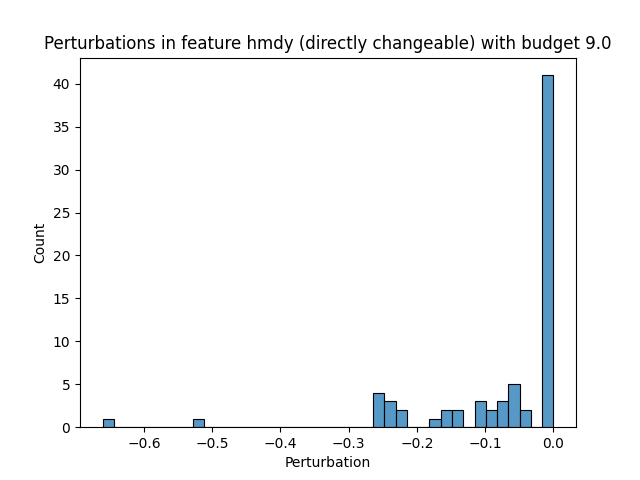 Perturbations in feature hmdy (directly changeable) with budget 9.0
40
35
30
25
20
15
10
5
0
Count
−0.6 −0.5 −0.4 −0.3 −0.2 −0.1 0.0
Perturbation